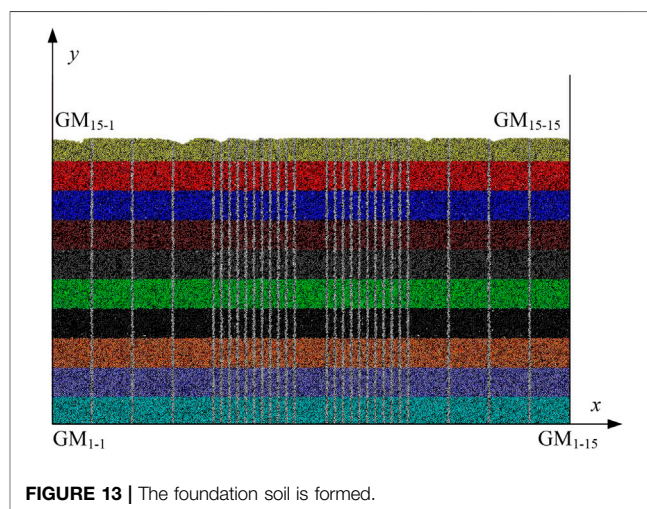 y
GM15-1 GM15-15
x
GM1-1 GM1-15
FIGURE 13 | The foundation soil is formed.